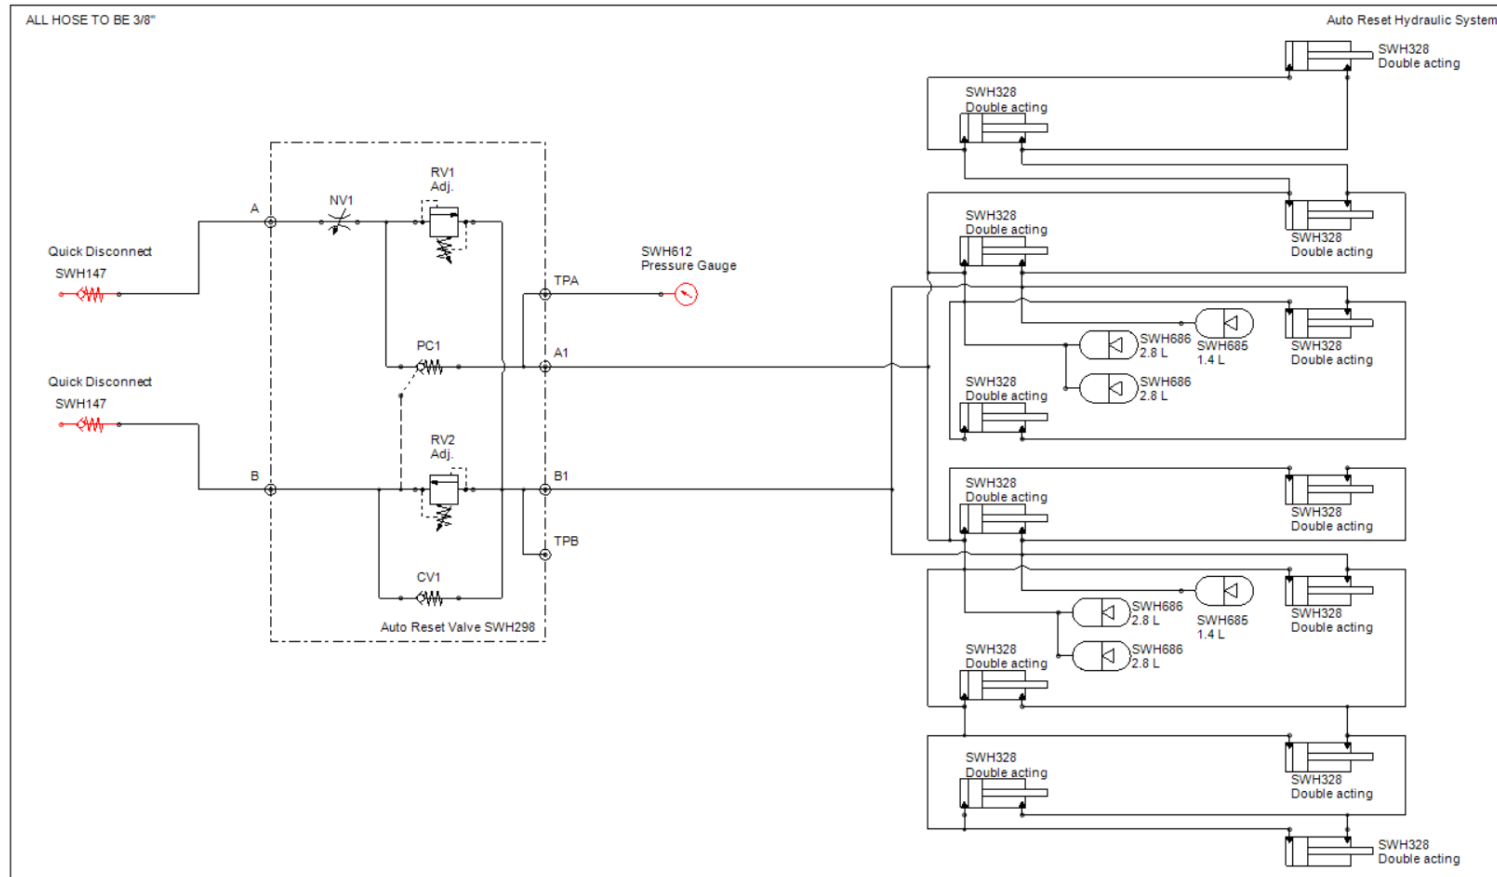 ALL HOSE TO BE 3/8"
Auto Reset Hydraulic System
SWH328
Double acting
SWH328
Double acting
RV1
Adj.
NV1
A
SWH328
Double acting
SWH328
Double acting
Quick Disconnect
SWH147
SWH612
Pressure Gauge
TPA
PC1
A1
SWH686
2.8 L
SWH685
1.4 L
SWH328
Double acting
SWH686
2.8 L
SWH328
Double acting
Quick Disconnect
SWH147
RV2
Adj.
B
B1
SWH328
Double acting
SWH328
Double acting
TPB
CV1
Auto Reset Valve SWH298
SWH686
2.8 L
SWH685
1.4 L
SWH328
Double acting
SWH686
2.8 L
SWH328
Double acting
SWH328
Double acting
SWH328
Double acting
SWH328
Double acting